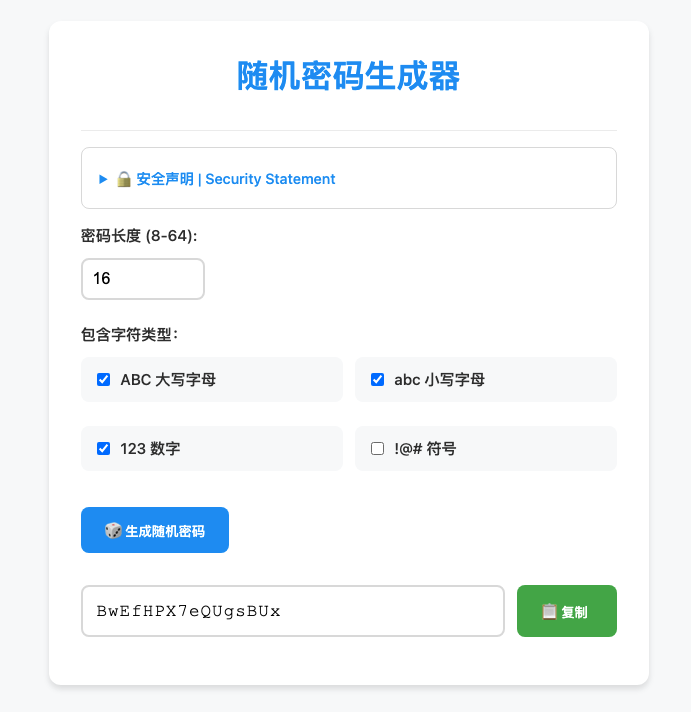 随机密码生成器
🔒 安全声明 | Security Statement
密码长度 (8-64):
16
包含字符类型：
ABC 大写字母
abc 小写字母
123 数字
!@# 符号
🎲 生成随机密码
BwEfHPX7eQUgsBUx
📋 复制